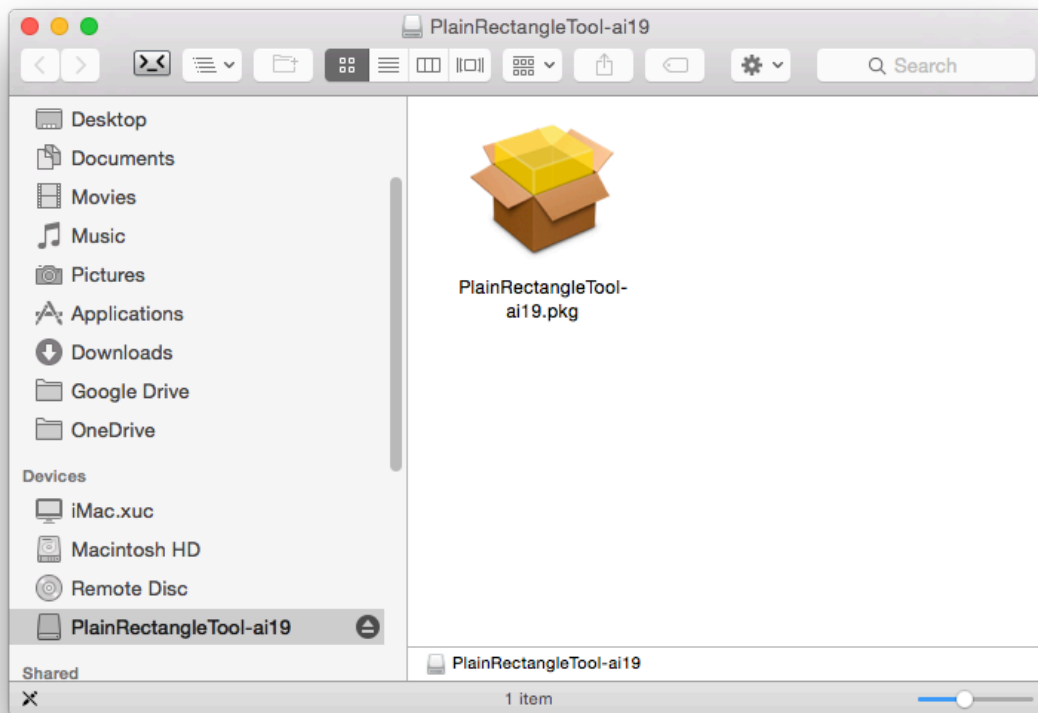 PlainRectangleTool-ai19
Search
Desktop
Documents
Movies
Music
Pictures
Applications
Downloads
Google Drive
OneDrive
Devices
iMac.xuc
Macintosh HD
Remote Disc
PlainRectangleTool-ai19
Shared
PlainRectangleTool-
ai19.pkg
PlainRectangleTool-ai19
1 item